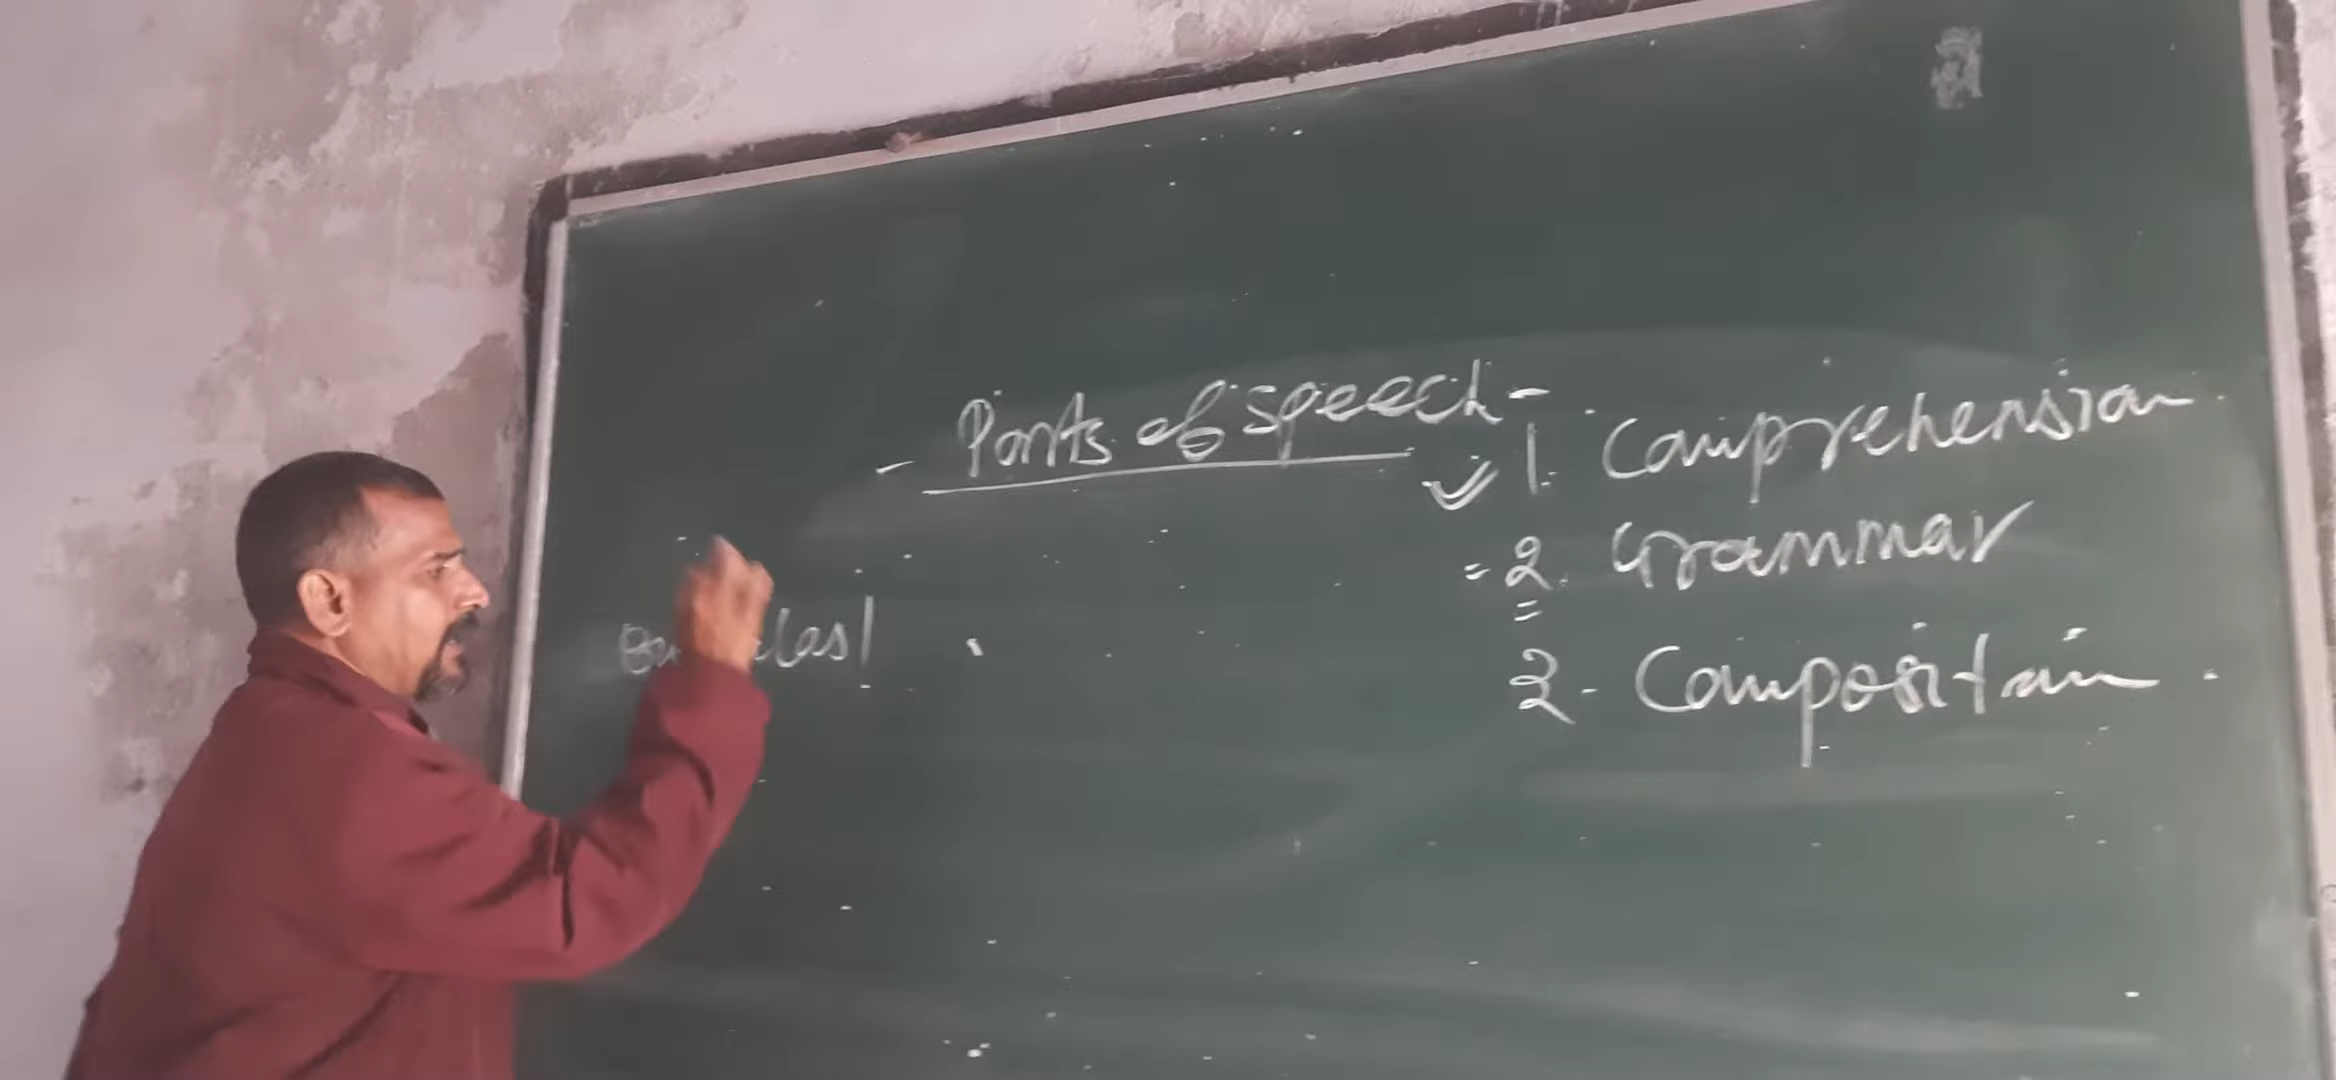 - Parts of speech -
1. Comprehension
= 2. Grammar
3 - Composition